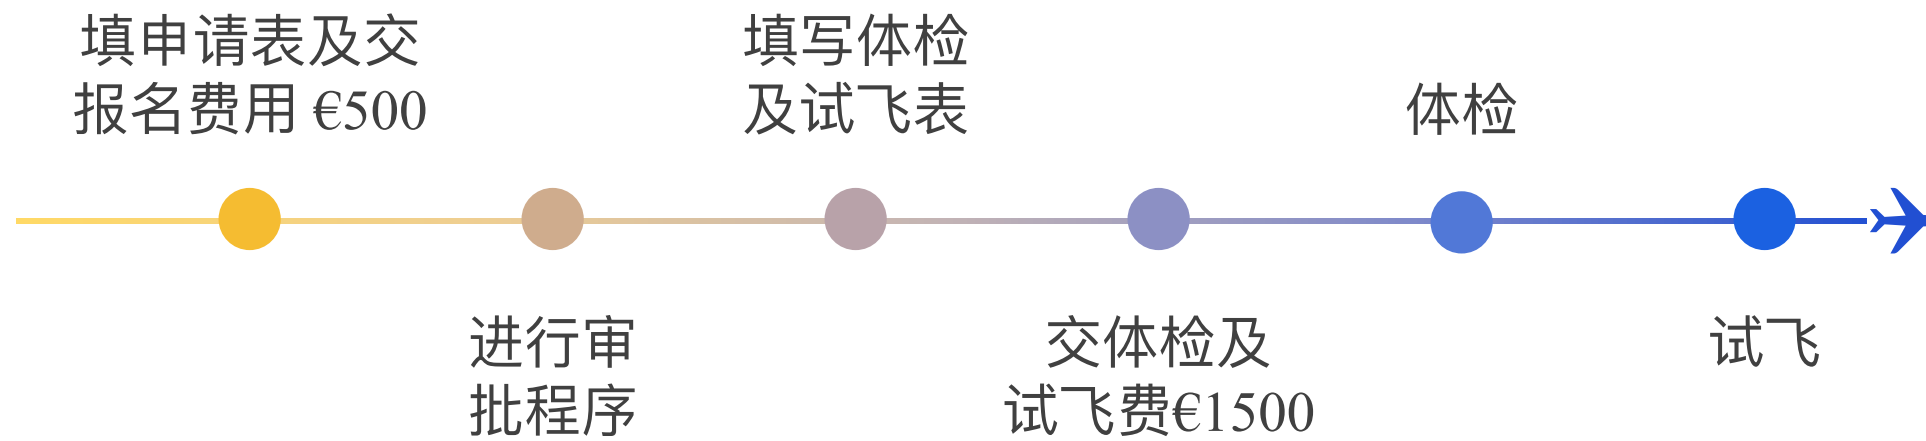 填申请表及交
报名费用 €500
进行审
批程序
填写体检
及试飞表
交体检及
试飞费€1500
体检
试飞